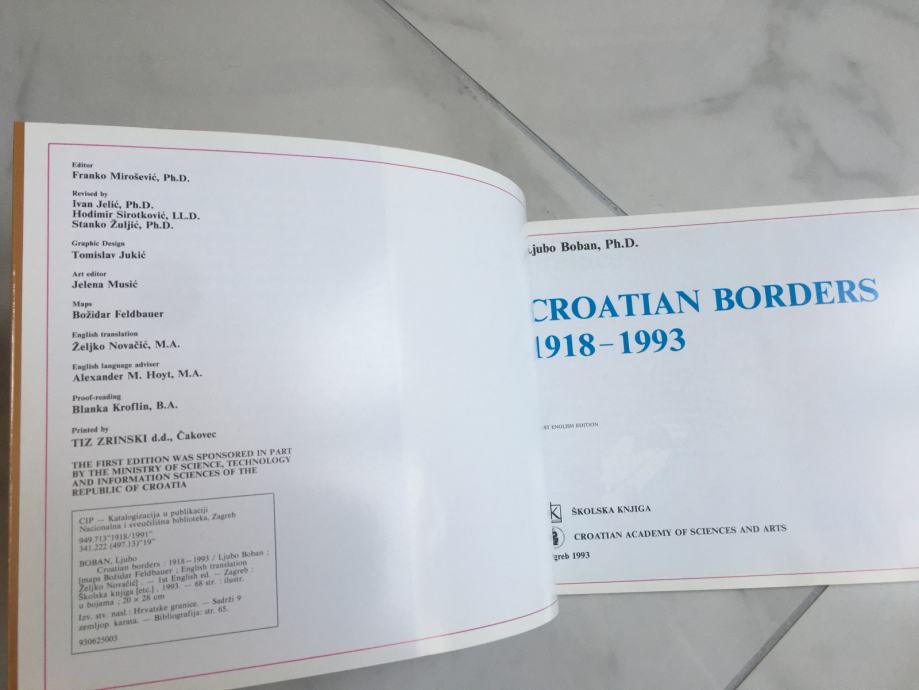 Editor
Franko Mirošević, Ph.D.
Revised by
Ivan Jelić, Ph.D.
Hodimir Sirotković, LL.D.
Stanko Žuljić, Ph.D.
Graphic Design
Tomislav Jukić
Art editor
Jelena Musić
Maps
Božidar Feldbauer
English translation
Željko Novačić, M.A.
English language adviser
Alexander M. Hoyt, M.A.
Proof-reading
Blanka Kroflin, B.A.
Printed by
TIZ ZRINSKI d.d., Čakovec
THE FIRST EDITION WAS SPONSORED IN PART
BY THE MINISTRY OF SCIENCE, TECHNOLOGY
AND INFORMATION SCIENCES OF THE
REPUBLIC OF CROATIA
CIP — Katalogizacija u publikaciji
Nacionalna i sveučilišna biblioteka, Zagreb
949.713"1918/1991"
341.222 (497.13)"19"
BOBAN, Ljubo
Croatian borders : 1918–1993 / Ljubo Boban ;
[maps Božidar Feldbauer ; English translation
Željko Novačić] . — 1st English ed. — Zagreb :
Školska knjiga [etc.] , 1993. — 68 str. : ilustr.
u bojama ; 20 × 28 cm
Izv. stv. nasl.: Hrvatske granice. — Sadrži 9
zemljop. karata. — Bibliografija: str. 65.
930625003
Ljubo Boban, Ph.D.
CROATIAN BORDERS
1918–1993
ENGLISH EDITION
ŠKOLSKA KNJIGA
CROATIAN ACADEMY OF SCIENCES AND ARTS
greb 1993